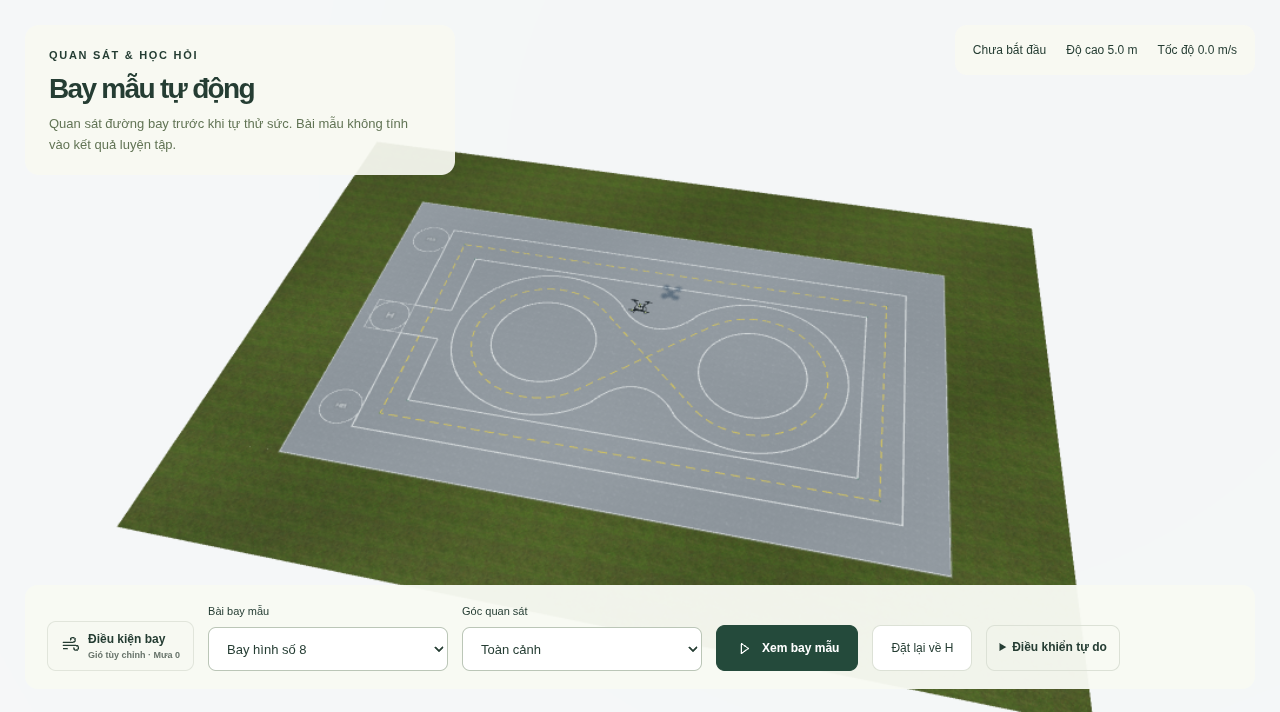 QUAN SÁT & HỌC HỎI
Bay mẫu tự động
Quan sát đường bay trước khi tự thử sức. Bài mẫu không tính
vào kết quả luyện tập.
Chưa bắt đầu Độ cao 5.0 m Tốc độ 0.0 m/s
H
Điều kiện bay
Gió tùy chỉnh · Mưa 0
Bài bay mẫu
Bay hình số 8
Góc quan sát
Toàn cảnh
Xem bay mẫu
Đặt lại về H
Điều khiển tự do